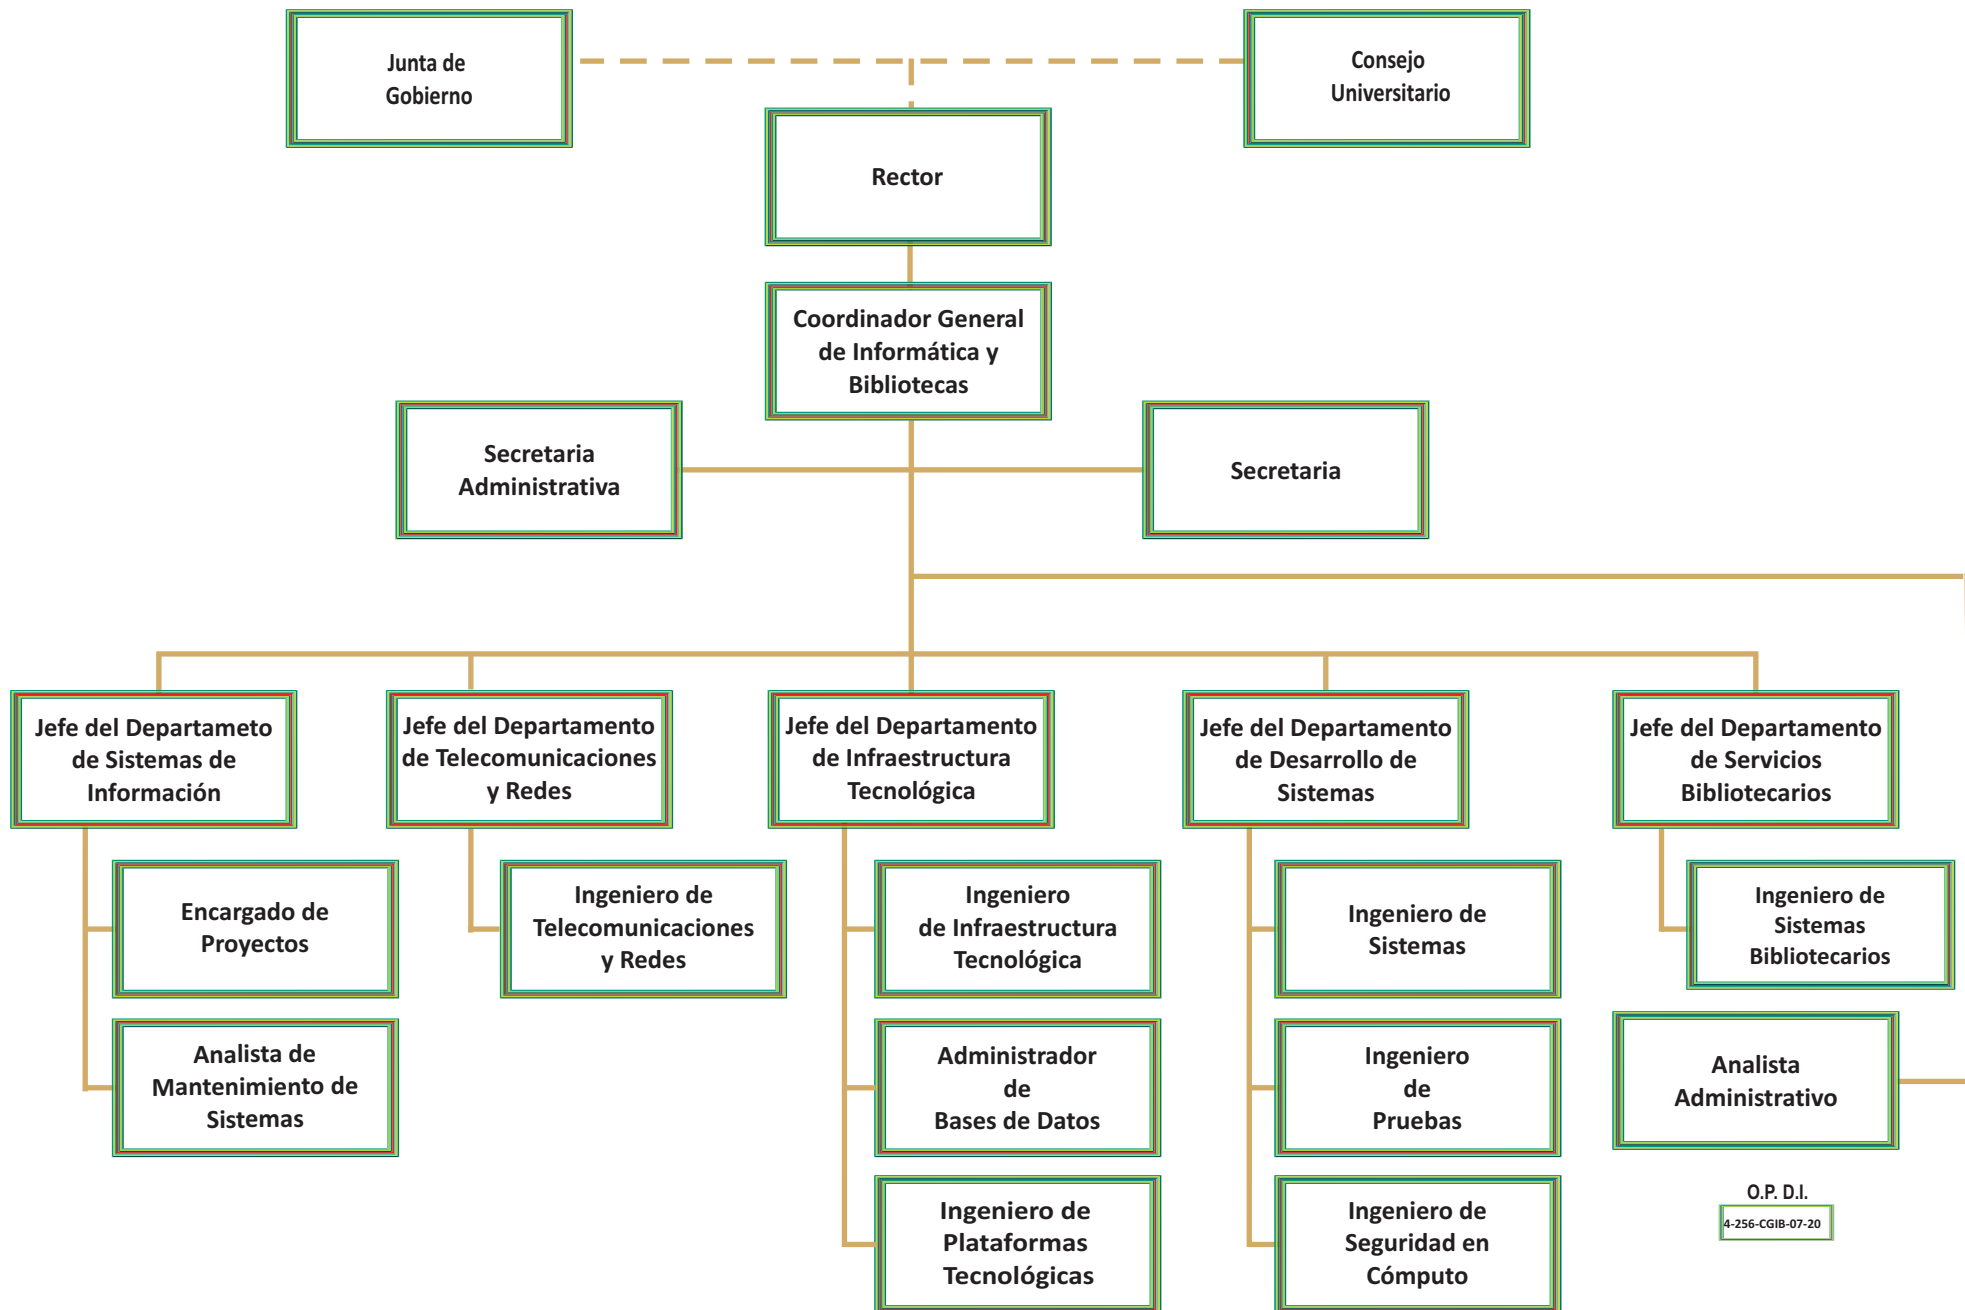 Junta de
Gobierno
Consejo
Universitario
Rector
Coordinador General
de Informática y
Bibliotecas
Secretaria
Administrativa
Secretaria
Jefe del Departameto
de Sistemas de
Información
Jefe del Departamento
de Telecomunicaciones
y Redes
Jefe del Departamento
de Infraestructura
Tecnológica
Jefe del Departamento
de Desarrollo de
Sistemas
Jefe del Departamento
de Servicios
Bibliotecarios
Encargado de
Proyectos
Ingeniero de
Telecomunicaciones
y Redes
Ingeniero
de Infraestructura
Tecnológica
Ingeniero de
Sistemas
Ingeniero de
Sistemas
Bibliotecarios
Analista de
Mantenimiento de
Sistemas
Administrador
de
Bases de Datos
Ingeniero
de
Pruebas
Analista
Administrativo
Ingeniero de
Plataformas
Tecnológicas
Ingeniero de
Seguridad en
Cómputo
O.P. D.I.
4-256-CGIB-07-20